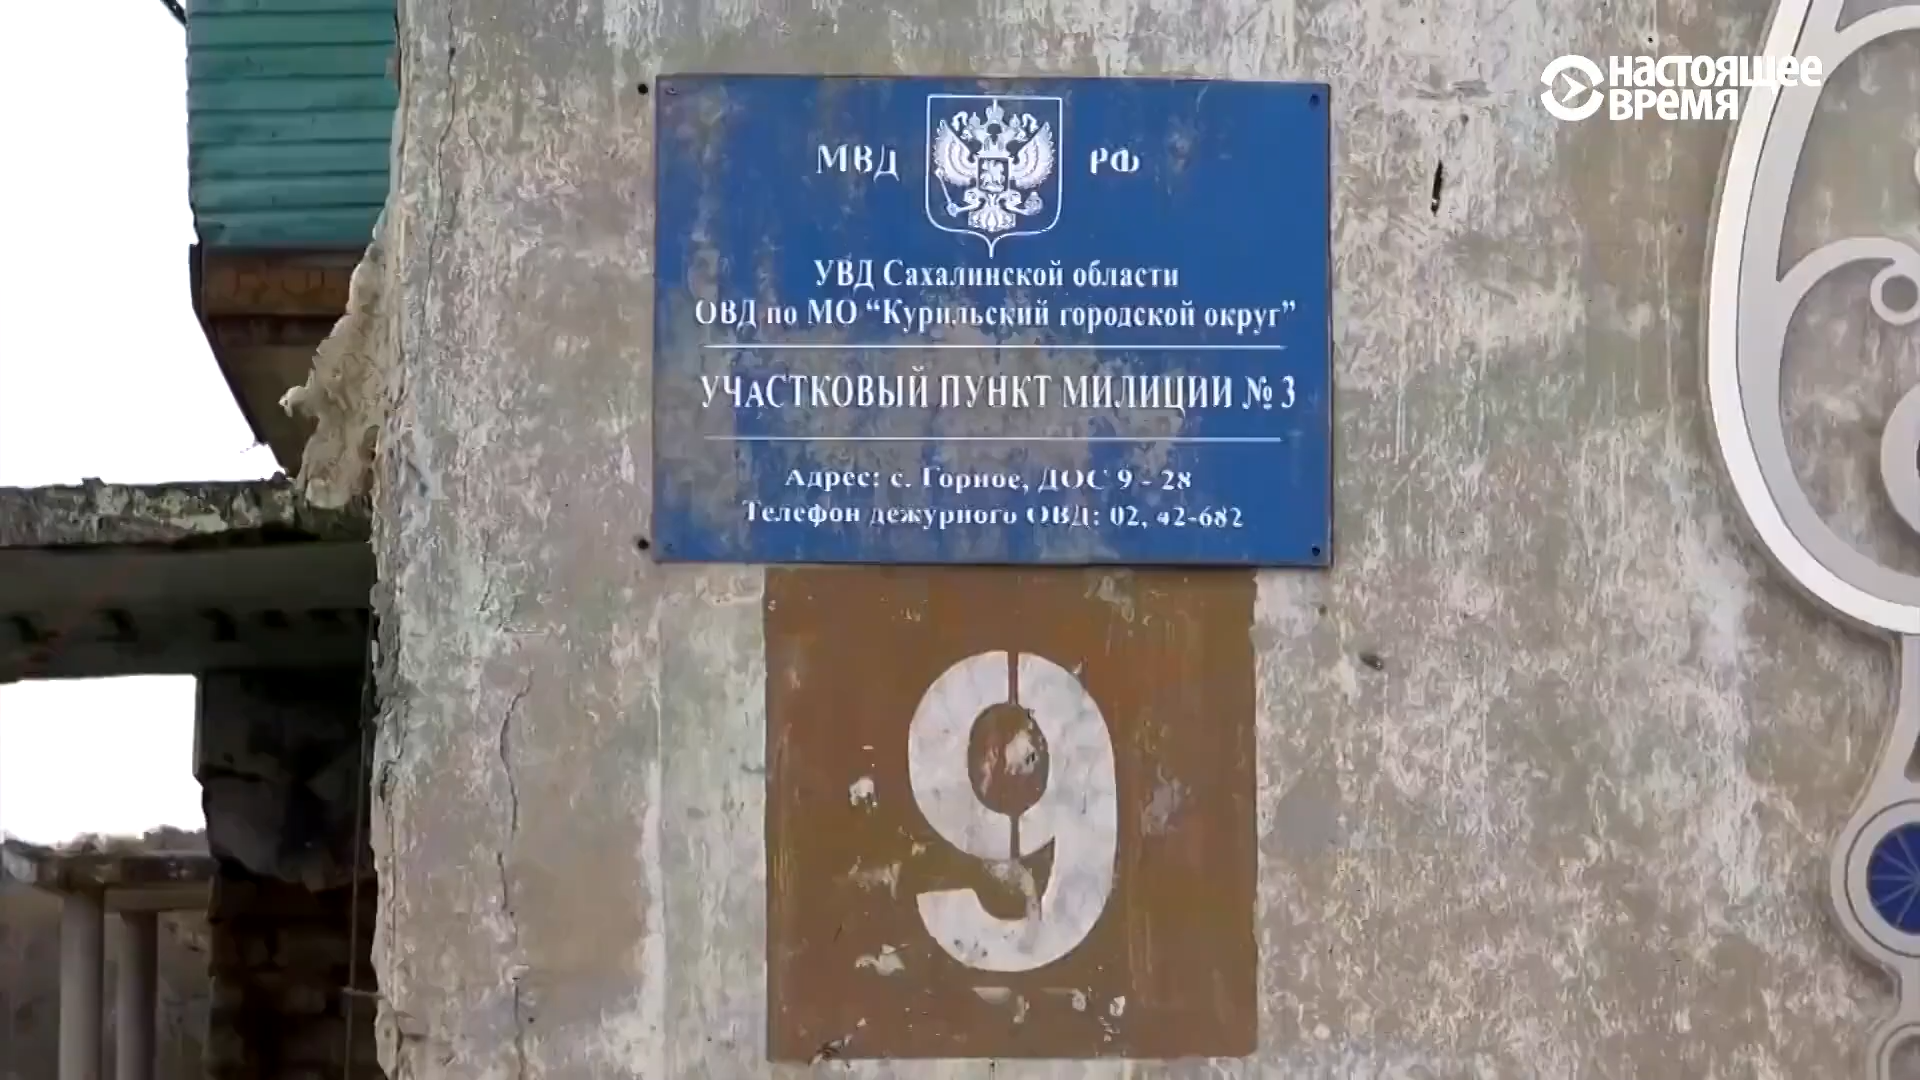 НАСТОЯЩЕЕ
ВРЕМЯ
МВД РФ
УВД Сахалинской области
ОВД по МО “Курильский городской округ”
УЧАСТКОВЫЙ ПУНКТ МИЛИЦИИ № 3
Адрес: с. Горное, ДОС 9 - 28
Телефон дежурного ОВД: 02, 42-682
9